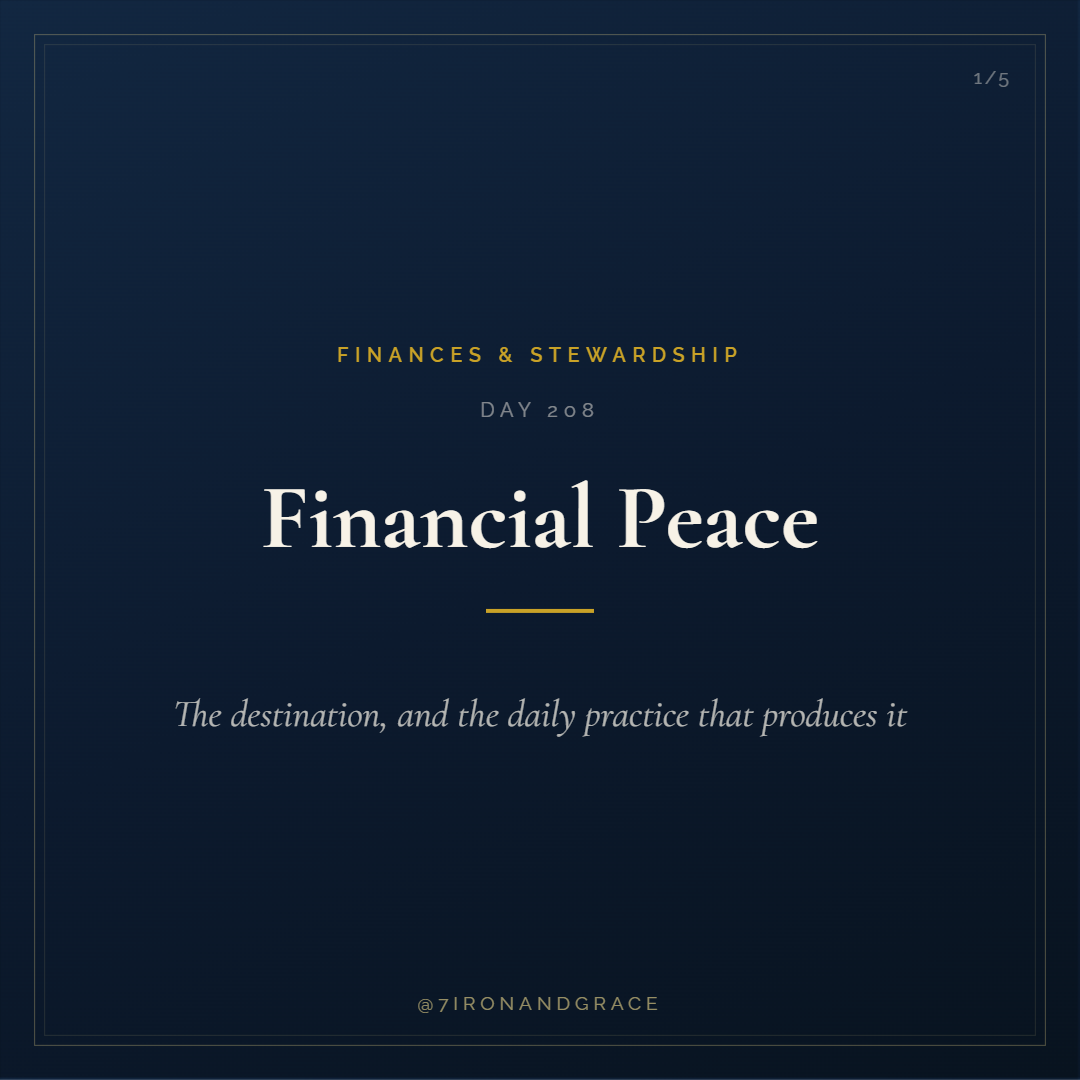 1/5
FINANCES & STEWARDSHIP
DAY 208
Financial Peace
The destination, and the daily practice that produces it
@7IRONANDGRACE